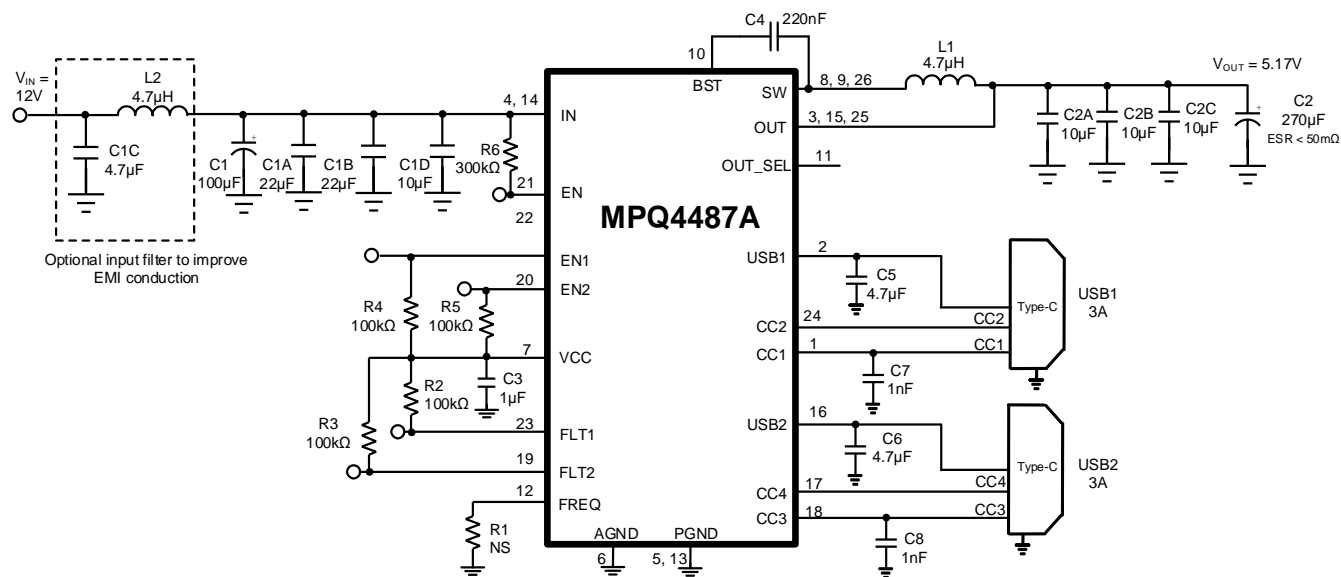 C4 220nF
10
BST
L1
4.7µH
VIN =
12V
L2
4.7µH
C1C
4.7µF
Optional input filter to improve
EMI conduction
C1
100µF
C1A
22µF
C1B
22µF
C1D
10µF
R6
300kΩ
4, 14
IN
21
EN
22
EN1
20
EN2
R4
100kΩ
R5
100kΩ
7
VCC
C3
1µF
R2
100kΩ
R3
100kΩ
23
FLT1
19
FLT2
12
FREQ
R1
NS
MPQ4487A
AGND
6
PGND
5, 13
SW
8, 9, 26
OUT
3, 15, 25
OUT_SEL
11
VOUT = 5.17V
C2A
10µF
C2B
10µF
C2C
10µF
+
C2
270µF
ESR < 50mΩ
USB1
2
C5
4.7µF
CC2
24
CC1
1
C7
1nF
Type-C
CC2
CC1
USB1
3A
USB2
16
C6
4.7µF
CC4
17
CC3
18
C8
1nF
Type-C
CC4
CC3
USB2
3A